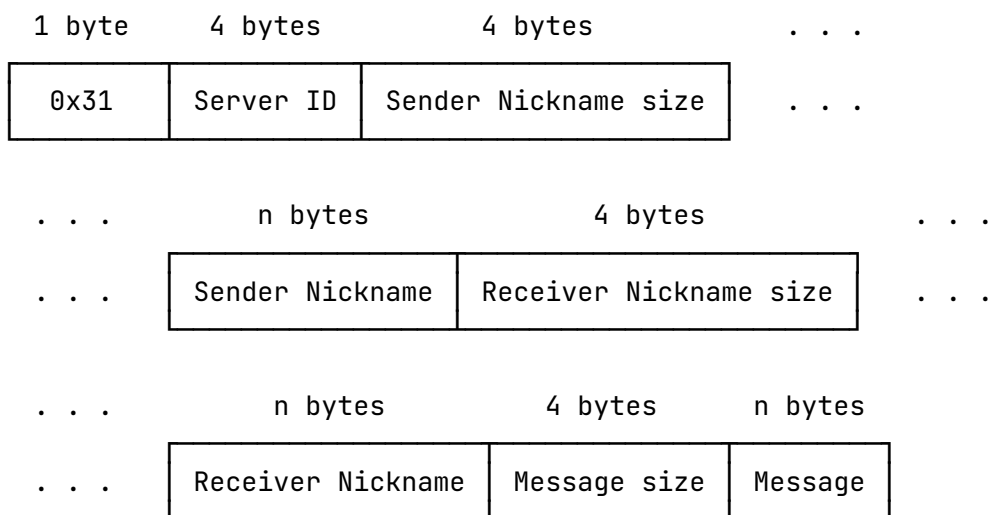 1 byte 4 bytes 4 bytes . . .
0x31 Server ID Sender Nickname size . . .
. . . n bytes 4 bytes . . .
. . . Sender Nickname Receiver Nickname size . . .
. . . n bytes 4 bytes n bytes
. . . Receiver Nickname Message size Message